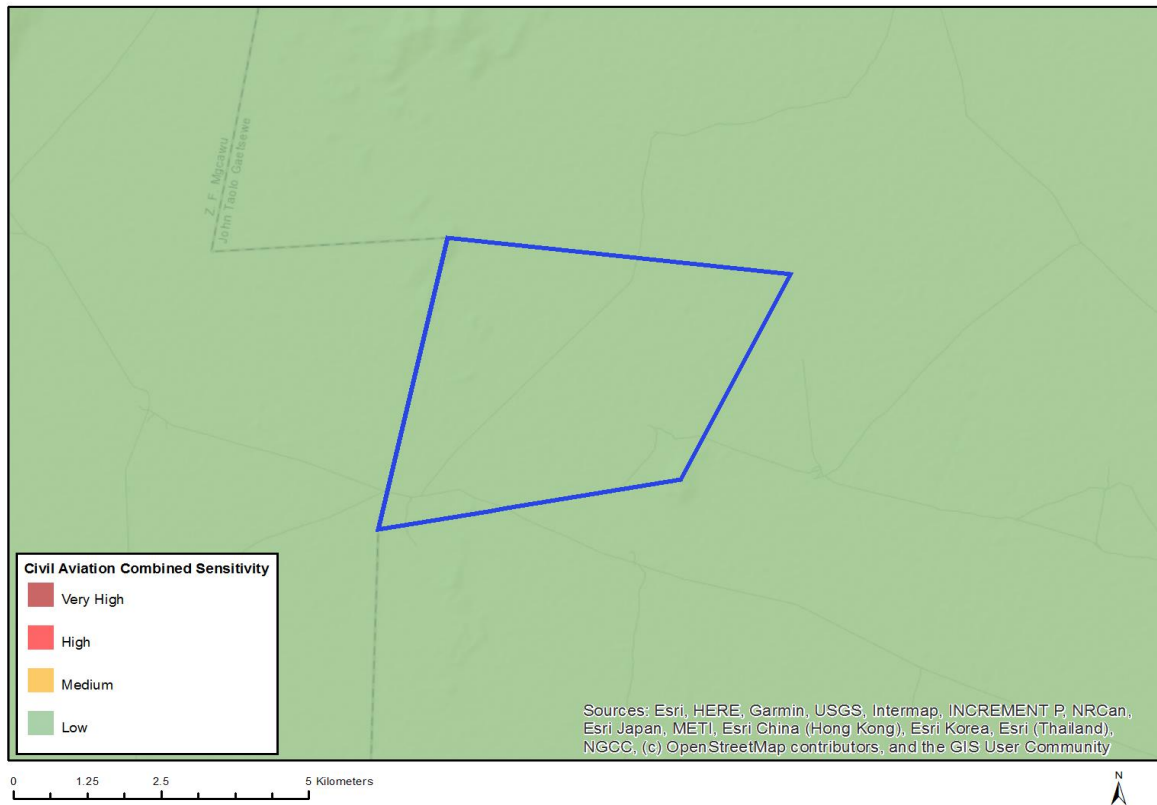 Z. F. Mgcawu
John Taolo Gaetsewe
Civil Aviation Combined Sensitivity
Very High
High
Medium
Low
Sources: Esri, HERE, Garmin, USGS, Intermap, INCREMENT P, NRCan,
Esri Japan, METI, Esri China (Hong Kong), Esri Korea, Esri (Thailand),
NGCC, (c) OpenStreetMap contributors, and the GIS User Community
0 1.25 2.5 5 Kilometers
N